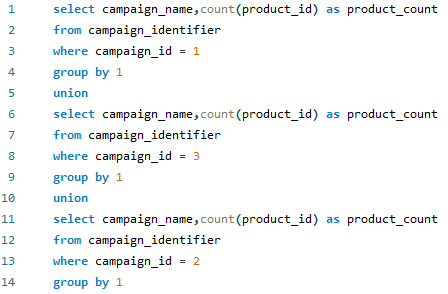 1 select campaign_name,count(product_id) as product_count
2 from campaign_identifier
3 where campaign_id = 1
4 group by 1
5 union
6 select campaign_name,count(product_id) as product_count
7 from campaign_identifier
8 where campaign_id = 3
9 group by 1
10 union
11 select campaign_name,count(product_id) as product_count
12 from campaign_identifier
13 where campaign_id = 2
14 group by 1